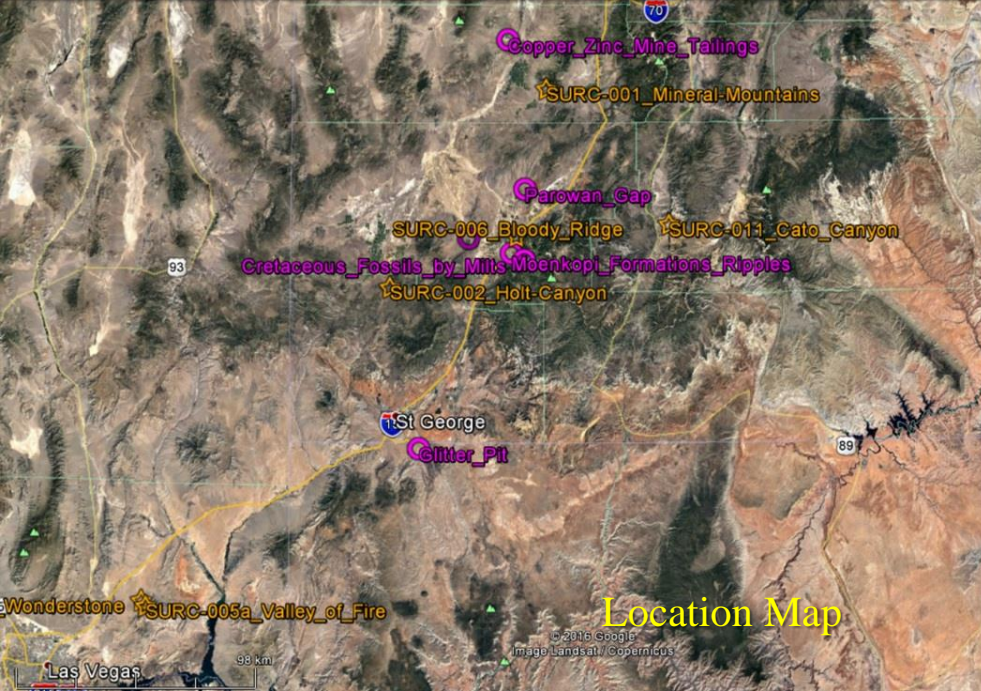 70
Copper_Zinc_Mine_Tailings
SURC-001_Mineral-Mountains
Parowan_Gap
SURC-006_Bloody_Ridge
SURC-011_Cato_Canyon
93
Cretaceous_Fossils_by_Milts
Moenkopi_Formations_Ripples
SURC-002_Holt-Canyon
St George
89
Glitter_Pit
Wonderstone
SURC-005a_Valley_of_Fire
Location Map
© 2016 Google
Image Landsat / Copernicus
98 km
Las Vegas